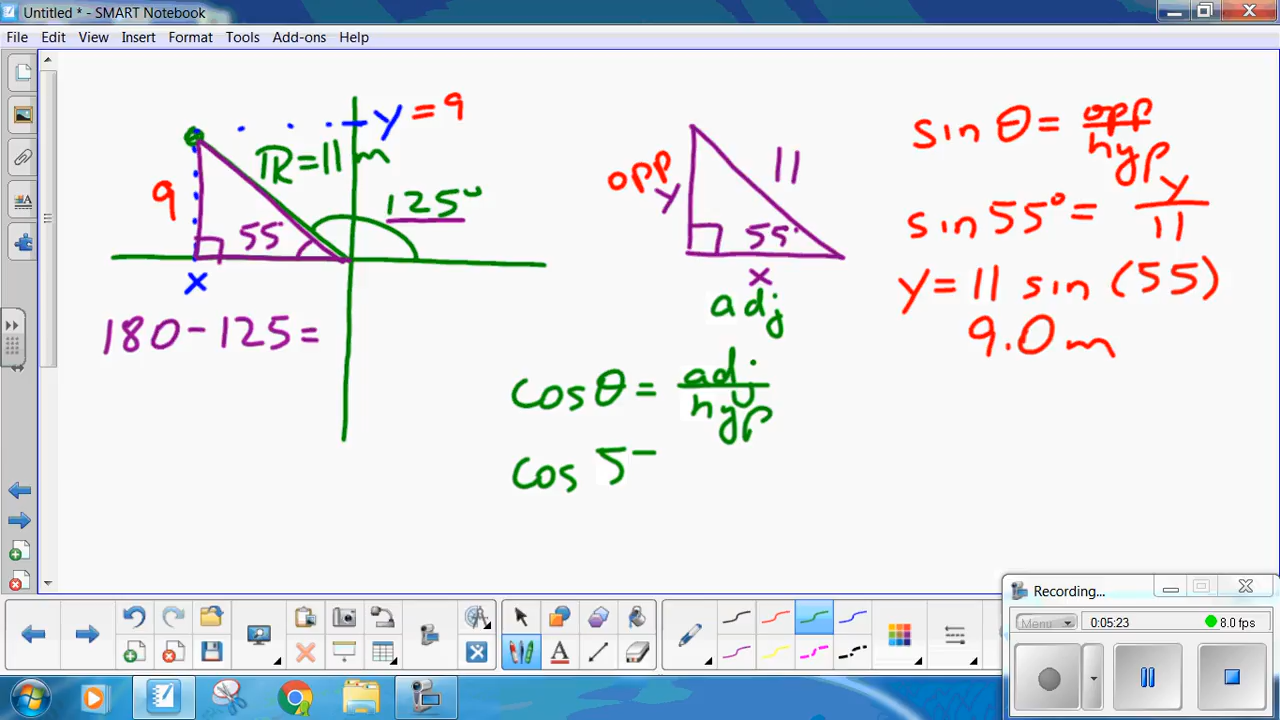 Untitled * - SMART Notebook
File Edit View Insert Format Tools Add-ons Help
y = 9
R = 11 m
125°
9
55
x
180 - 125 =
opp
y
11
55°
x
adj
cos θ = adj/hyp
cos 5
sin θ = opp/hyp
sin 55° = y/11
y = 11 sin (55)
9.0 m
Recording...
Menu
0:05:23
8.0 fps